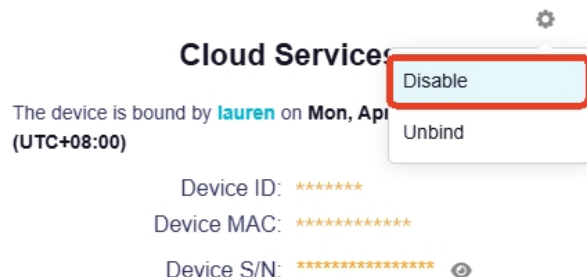 Cloud Services
Disable
The device is bound by lauren on Mon, Apr
Unbind
(UTC+08:00)
Device ID: *******
Device MAC: ************
Device S/N: ****************